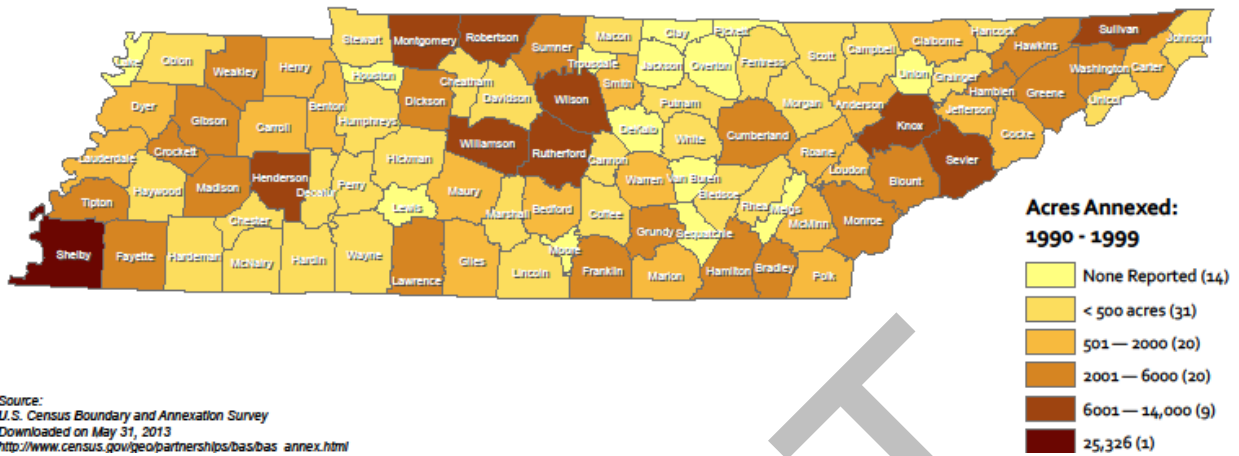 Stewart
Montgomery
Robertson
Sumner
Macon
Clay
Pickett
Scott
Campbell
Claiborne
Hancock
Hawkins
Sullivan
Johnson
Lake
Obion
Weakley
Henry
Houston
Cheatham
Trousdale
Smith
Jackson
Overton
Fentress
Union
Grainger
Hamblen
Washington
Carter
Unicoi
Greene
Dyer
Gibson
Carroll
Benton
Humphreys
Dickson
Davidson
Wilson
Putnam
Morgan
Anderson
Jefferson
Cocke
Lauderdale
Crockett
Haywood
Madison
Henderson
Decatur
Perry
Hickman
Williamson
Rutherford
Cannon
DeKalb
White
Cumberland
Roane
Loudon
Knox
Sevier
Blount
Tipton
Chester
Lewis
Maury
Marshall
Bedford
Coffee
Warren
Van Buren
Bledsoe
Rhea
Meigs
McMinn
Monroe
Shelby
Fayette
Hardeman
McNairy
Hardin
Wayne
Lawrence
Giles
Lincoln
Moore
Franklin
Grundy
Sequatchie
Marion
Hamilton
Bradley
Polk
Acres Annexed:
1990 - 1999
None Reported (14)
< 500 acres (31)
501 — 2000 (20)
2001 — 6000 (20)
6001 — 14,000 (9)
25,326 (1)
Source:
U.S. Census Boundary and Annexation Survey
Downloaded on May 31, 2013
http://www.census.gov/geo/partnerships/bas/bas_annex.html
T